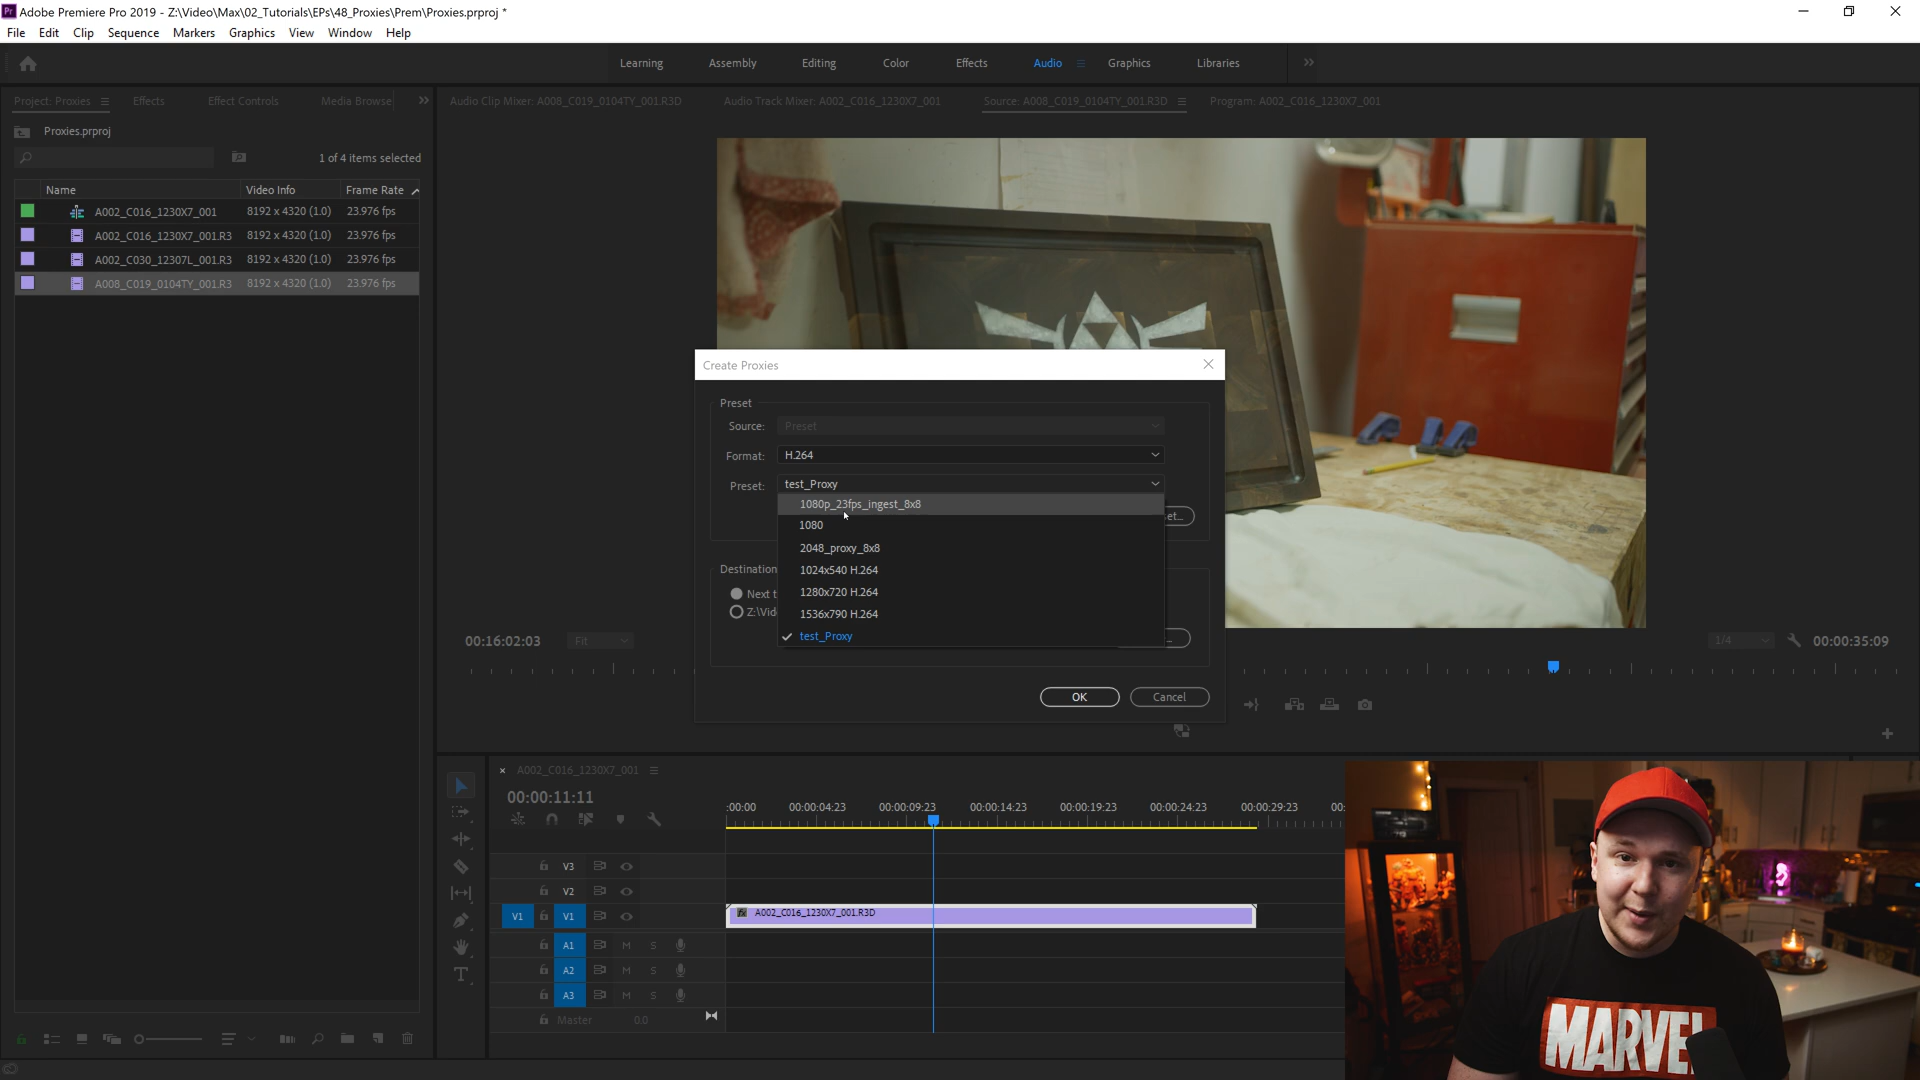 Adobe Premiere Pro 2019 - Z:\Video\Max\02_Tutorials\EPs\48_Proxies\Prem\Proxies.prproj *
File Edit Clip Sequence Markers Graphics View Window Help
Learning Assembly Editing Color Effects Audio Graphics Libraries
Project: Proxies Effects Effect Controls Media Browse
Audio Clip Mixer: A008_C019_0104TY_001.R3D Audio Track Mixer: A002_C016_1230X7_001 Source: A008_C019_0104TY_001.R3D Program: A002_C016_1230X7_001
Proxies.prproj
1 of 4 items selected
Name Video Info Frame Rate
A002_C016_1230X7_001 8192 x 4320 (1.0) 23.976 fps
A002_C016_1230X7_001.R3 8192 x 4320 (1.0) 23.976 fps
A002_C030_12307L_001.R3 8192 x 4320 (1.0) 23.976 fps
A008_C019_0104TY_001.R3 8192 x 4320 (1.0) 23.976 fps
Create Proxies
Preset
Source: Preset
Format: H.264
Preset: test_Proxy
1080p_23fps_ingest_8x8
et...
1080
2048_proxy_8x8
Destination
1024x540 H.264
Next t
1280x720 H.264
Z:\Vid
1536x790 H.264
test_Proxy
OK Cancel
00:16:02:03 Fit 1/4 00:00:35:09
A002_C016_1230X7_001
00:00:11:11
:00:00 00:00:04:23 00:00:09:23 00:00:14:23 00:00:19:23 00:00:24:23 00:00:29:23 00:
V3
V2
V1 V1 A002_C016_1230X7_001.R3D
A1 M S
A2 M S
A3 M S
Master 0.0
T
MARVEL